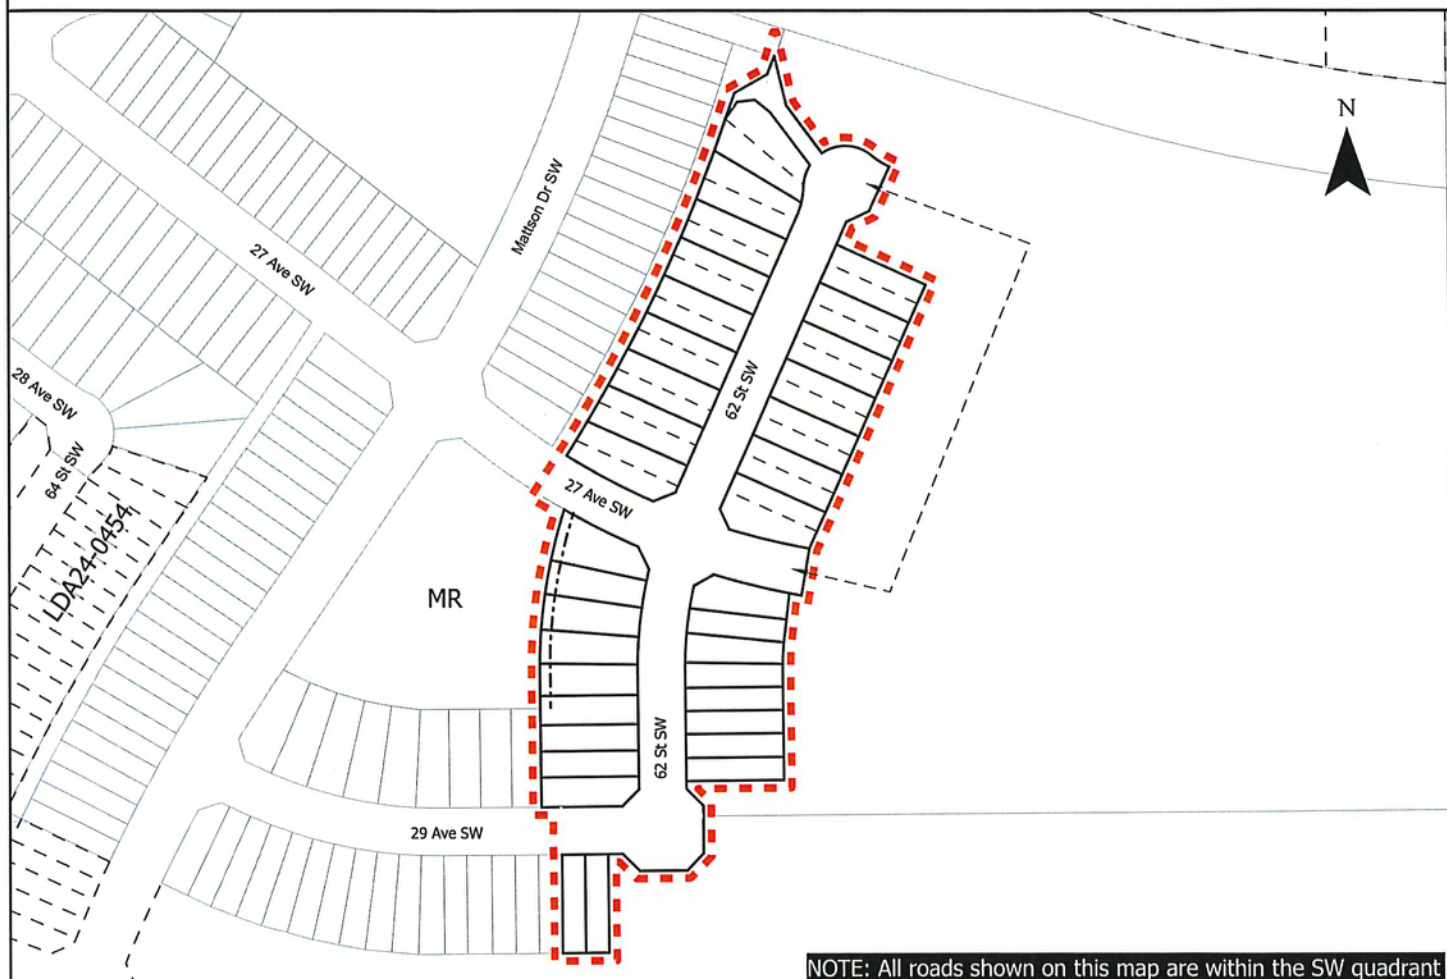 N
Mattson Dr SW
27 Ave SW
62 St SW
28 Ave SW
64 St SW
LDA24-0454
27 Ave SW
MR
62 St SW
29 Ave SW
NOTE: All roads shown on this map are within the SW quadrant